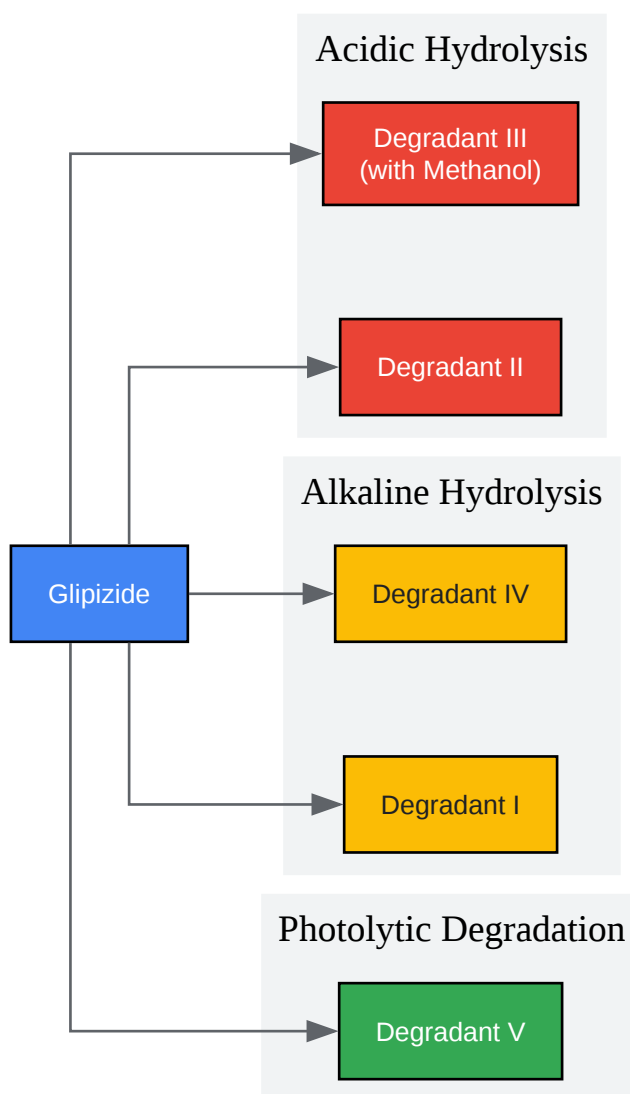 Acidic Hydrolysis
Degradant III
(with Methanol)
Degradant II
Alkaline Hydrolysis
Glipizide
Degradant IV
Degradant I
Photolytic Degradation
Degradant V